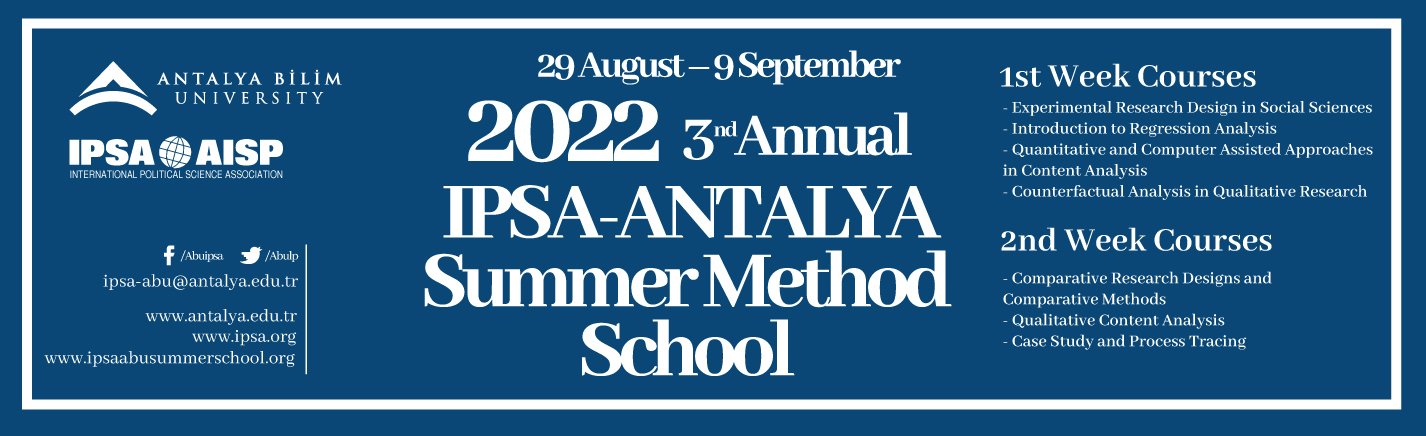 ANTALYA BİLİM
UNIVERSITY
IPSA AISP
INTERNATIONAL POLITICAL SCIENCE ASSOCIATION
/Abuipsa /Abulp
ipsa-abu@antalya.edu.tr
www.antalya.edu.tr
www.ipsa.org
www.ipsaabusummerschool.org
29 August – 9 September
2022 3nd Annual
IPSA-ANTALYA
Summer Method
School
1st Week Courses
- Experimental Research Design in Social Sciences
- Introduction to Regression Analysis
- Quantitative and Computer Assisted Approaches
in Content Analysis
- Counterfactual Analysis in Qualitative Research
2nd Week Courses
- Comparative Research Designs and
Comparative Methods
- Qualitative Content Analysis
- Case Study and Process Tracing